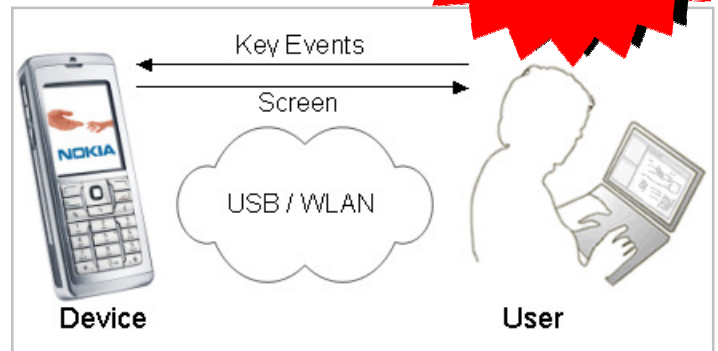 Key Events
Screen
NOKIA
USB / WLAN
Device
User